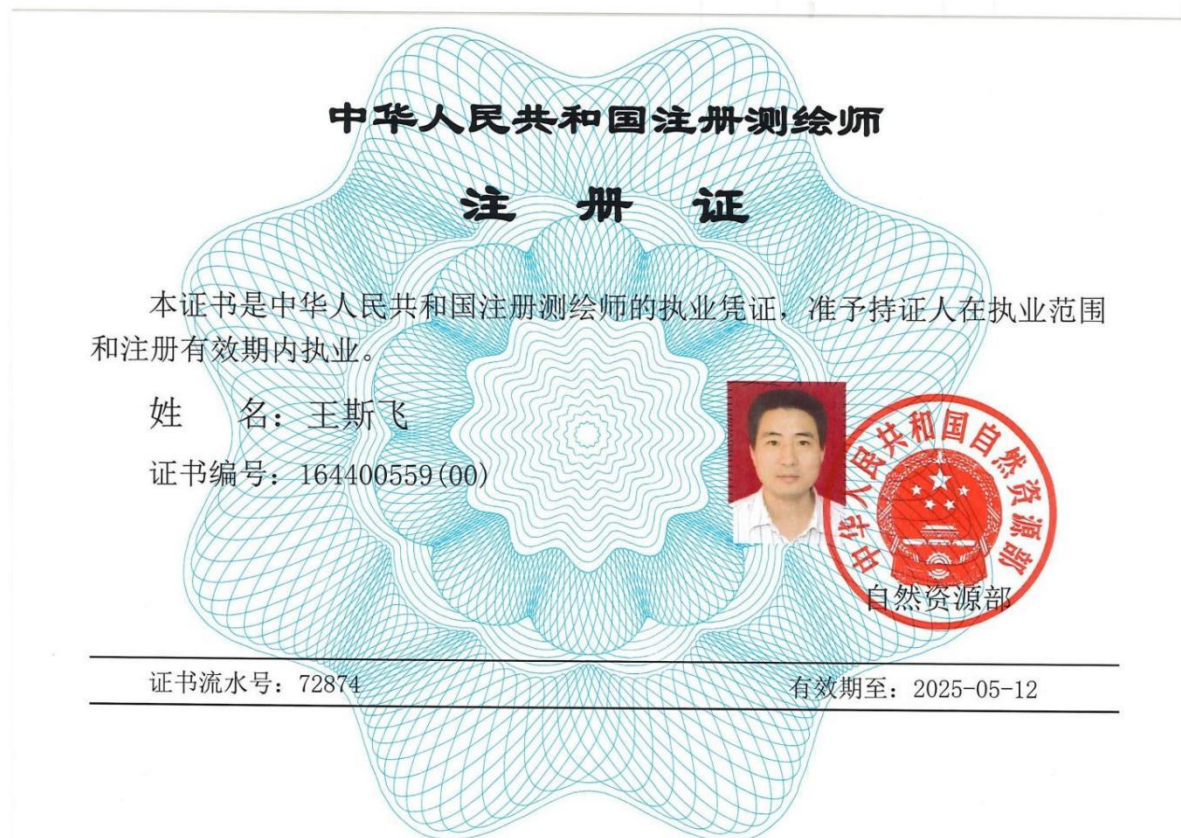 中华人民共和国注册测绘师
注 册 证
本证书是中华人民共和国注册测绘师的执业凭证，准予持证人在执业范围
和注册有效期内执业。
姓 名：王斯飞
证书编号：164400559(00)
中华人民共和国自然资源部
自然资源部
证书流水号：72874
有效期至：2025-05-12